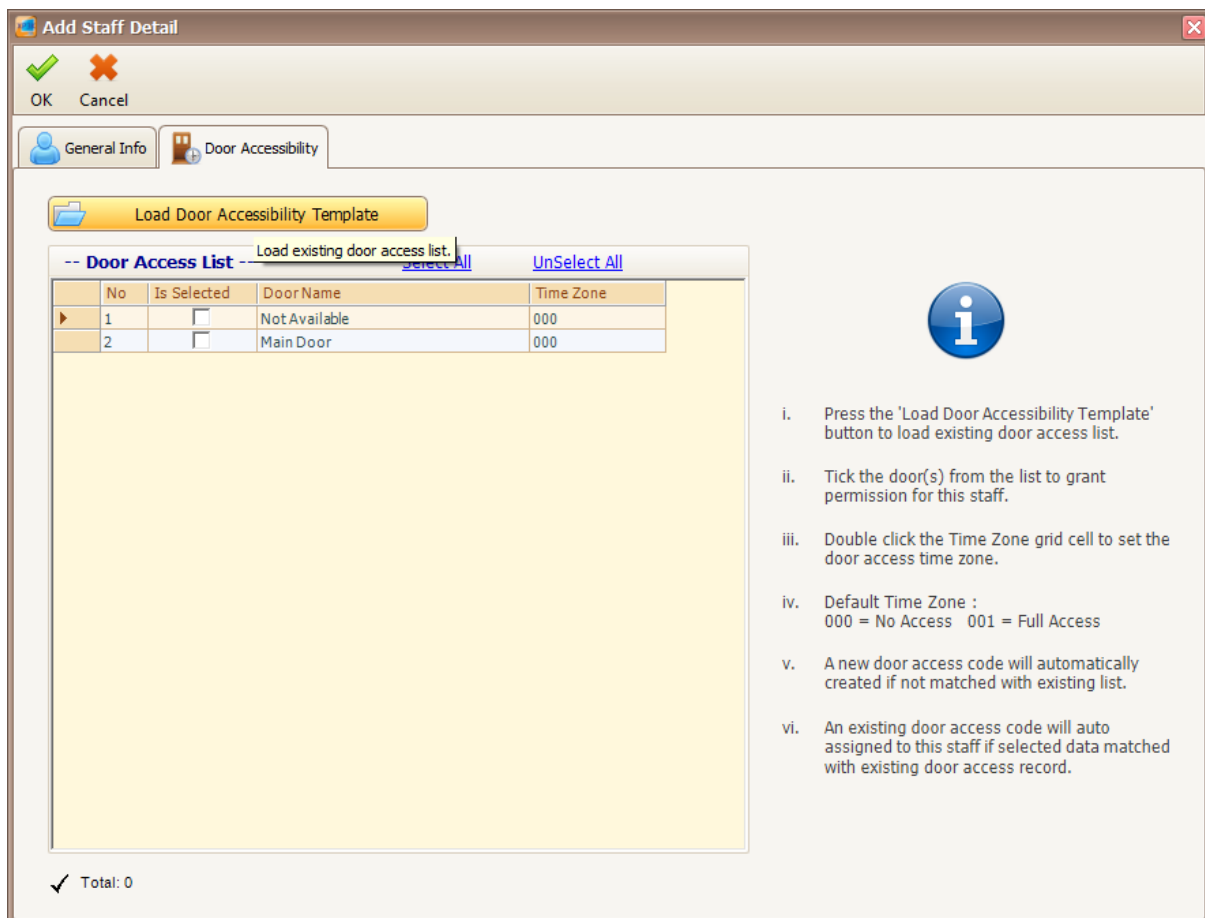 Add Staff Detail
OK Cancel
General Info Door Accessibility
Load Door Accessibility Template
Load existing door access list.
-- Door Access List -- Select All UnSelect All
No Is Selected Door Name Time Zone
1 Not Available 000
2 Main Door 000
i. Press the 'Load Door Accessibility Template'
button to load existing door access list.
ii. Tick the door(s) from the list to grant
permission for this staff.
iii. Double click the Time Zone grid cell to set the
door access time zone.
iv. Default Time Zone :
000 = No Access 001 = Full Access
v. A new door access code will automatically
created if not matched with existing list.
vi. An existing door access code will auto
assigned to this staff if selected data matched
with existing door access record.
Total: 0